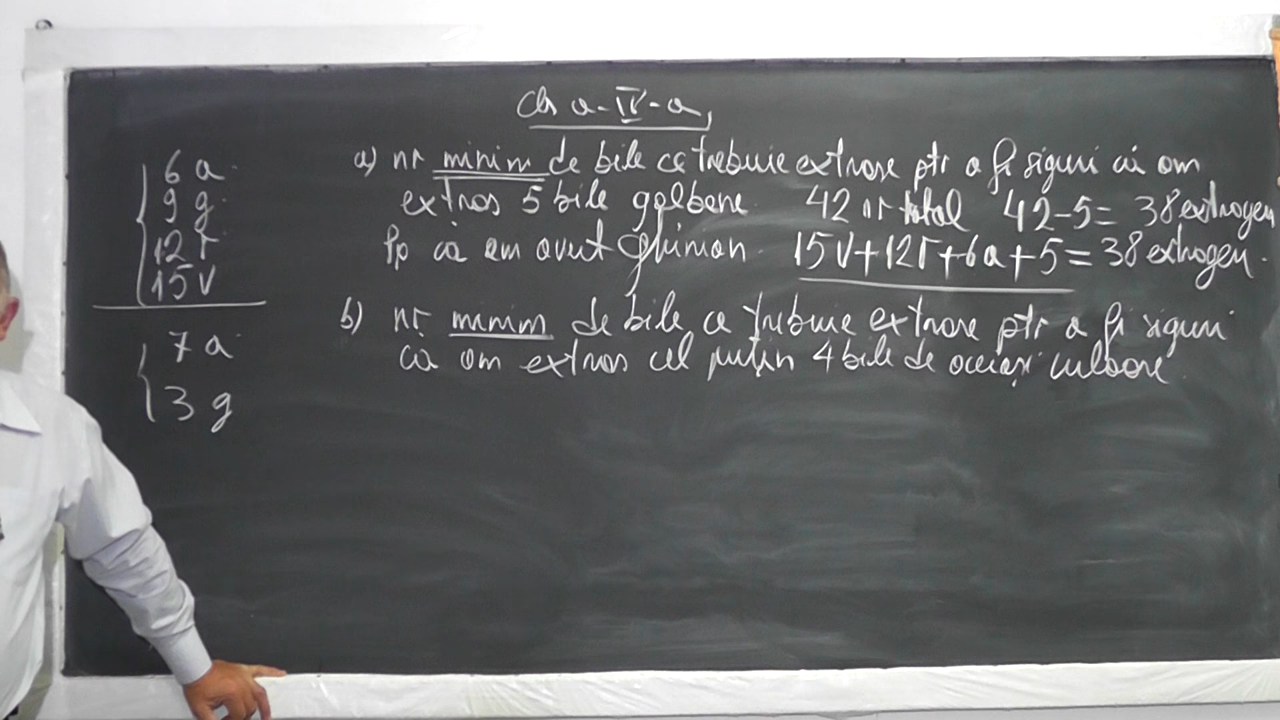 Cls a-IV-a,
6 a
9 g
12 r
15 V
7 a
3 g
a) nr minim de bile ce trebuie extrase ptr a fi siguri că am
extras 5 bile galbene. 42 nr total 42-5= 38 extrageri
Pp că am avut ghinion. 15V+12r+6a+5=38 extrageri.
b) nr minim de bile ce trebuie extrase ptr a fi siguri
că am extras cel puțin 4 bile de aceiași culoare.